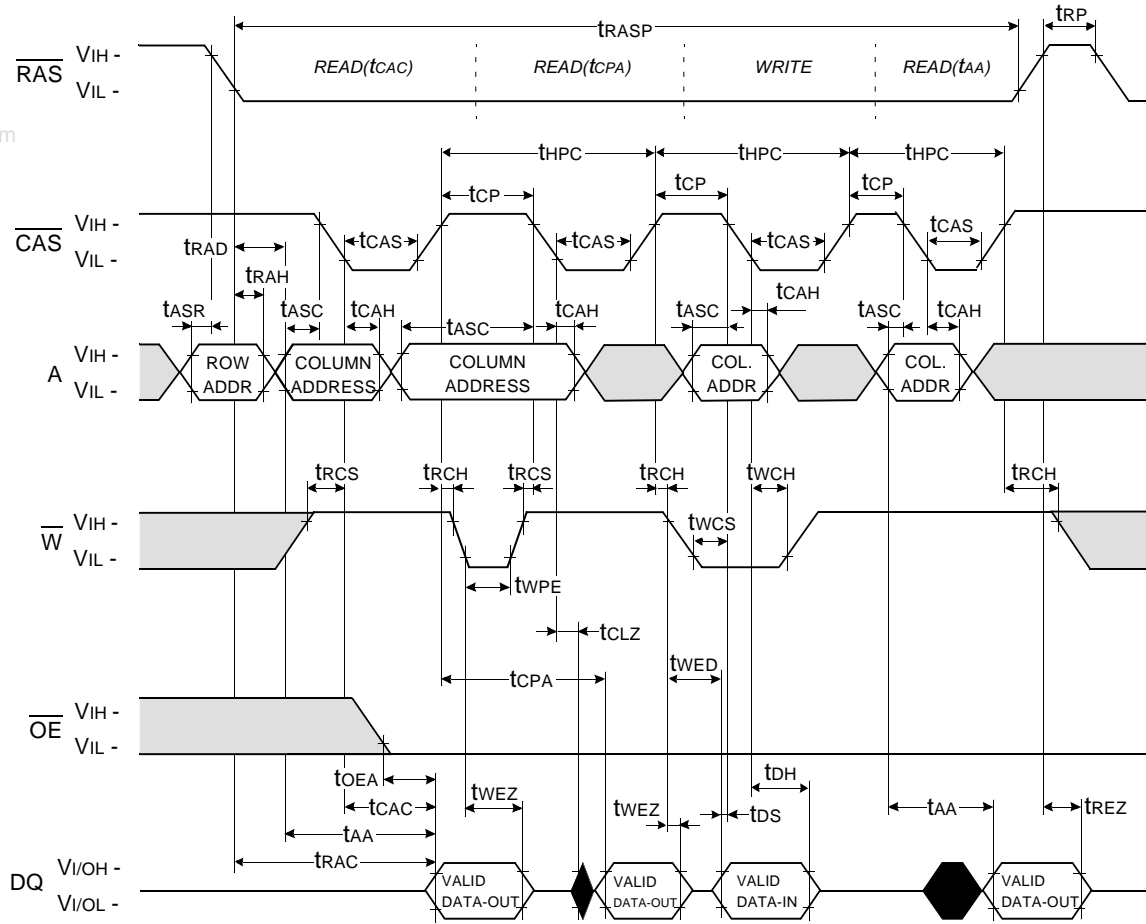 tRASP
tRP
RAS
VIH -
VIL -
READ(tCAC)
READ(tCPA)
WRITE
READ(tAA)
m
tHPC
tHPC
tHPC
tCP
tCP
tCP
CAS
VIH -
VIL -
tCAS
tCAS
tCAS
tCAS
tRAD
tRAH
tASR
tASC
tCAH
tASC
tCAH
tASC
tCAH
tASC
tCAH
A
VIH -
VIL -
ROW
ADDR
COLUMN
ADDRESS
COLUMN
ADDRESS
COL.
ADDR
COL.
ADDR
tRCS
tRCH
tRCS
tRCH
tWCH
tRCH
W
VIH -
VIL -
tWCS
tWPE
tCLZ
tWED
tCPA
OE
VIH -
VIL -
tOEA
tCAC
tAA
tRAC
tWEZ
tWEZ
tDS
tDH
tAA
tREZ
DQ
VI/OH -
VI/OL -
VALID
DATA-OUT
VALID
DATA-OUT
VALID
DATA-IN
VALID
DATA-OUT